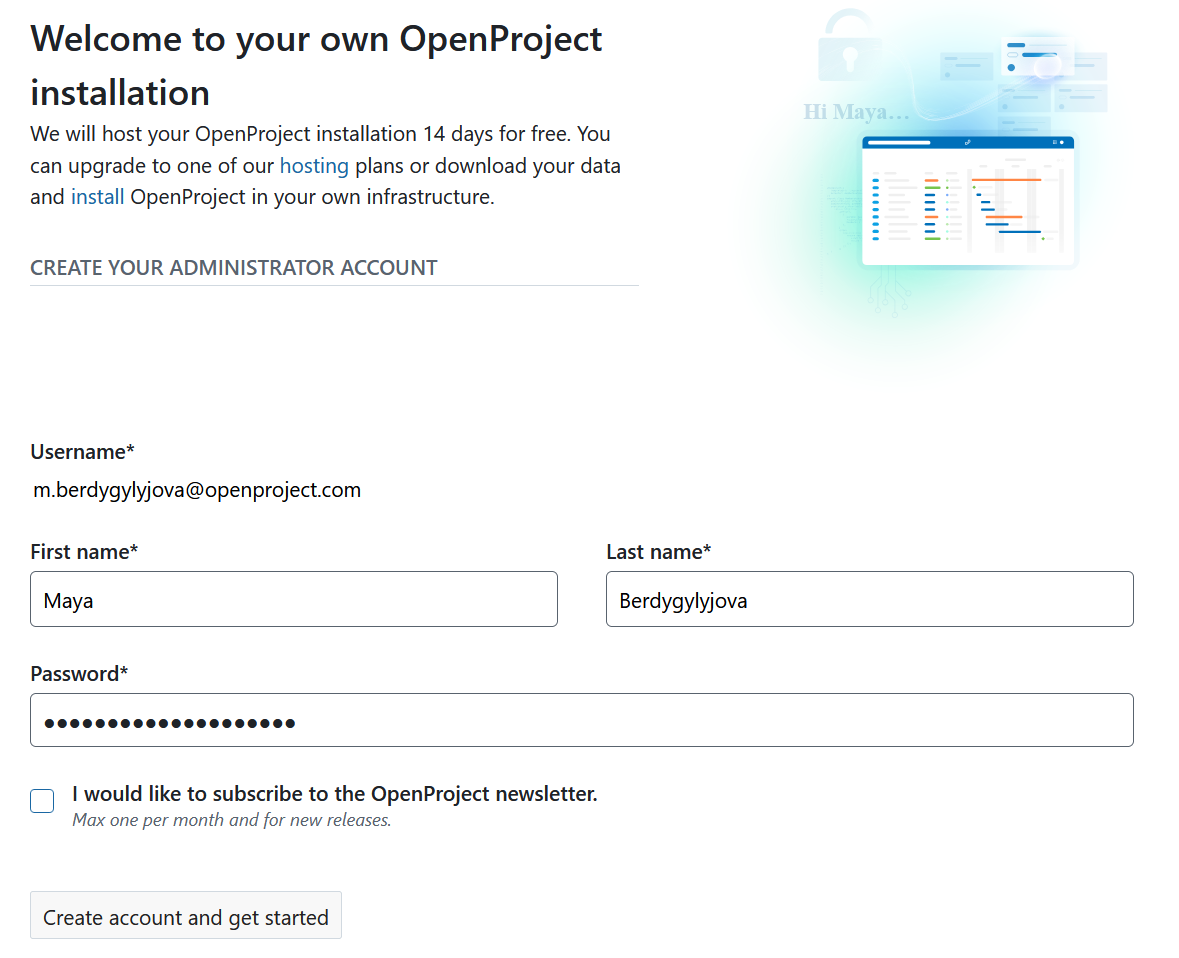 Welcome to your own OpenProject
installation
We will host your OpenProject installation 14 days for free. You
can upgrade to one of our hosting plans or download your data
and install OpenProject in your own infrastructure.
Hi Maya...
CREATE YOUR ADMINISTRATOR ACCOUNT
Username*
m.berdygylyjova@openproject.com
First name*
Last name*
Maya
Berdygylyjova
Password*
●●●●●●●●●●●●●●●●●●●●
I would like to subscribe to the OpenProject newsletter.
Max one per month and for new releases.
Create account and get started